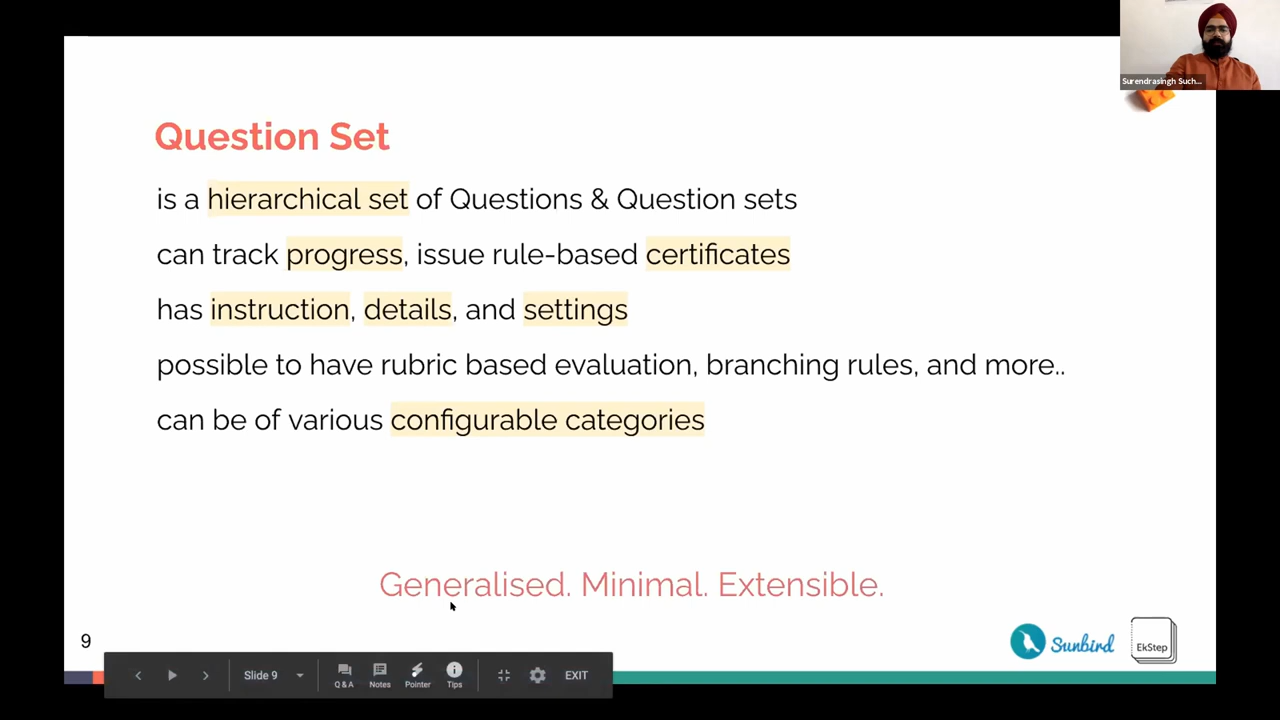 Surendrasingh Such...
Question Set
is a hierarchical set of Questions & Question sets
can track progress, issue rule-based certificates
has instruction, details, and settings
possible to have rubric based evaluation, branching rules, and more..
can be of various configurable categories
Generalised. Minimal. Extensible.
9
Sunbird
EkStep
Slide 9
Q & A
Notes
Pointer
Tips
EXIT